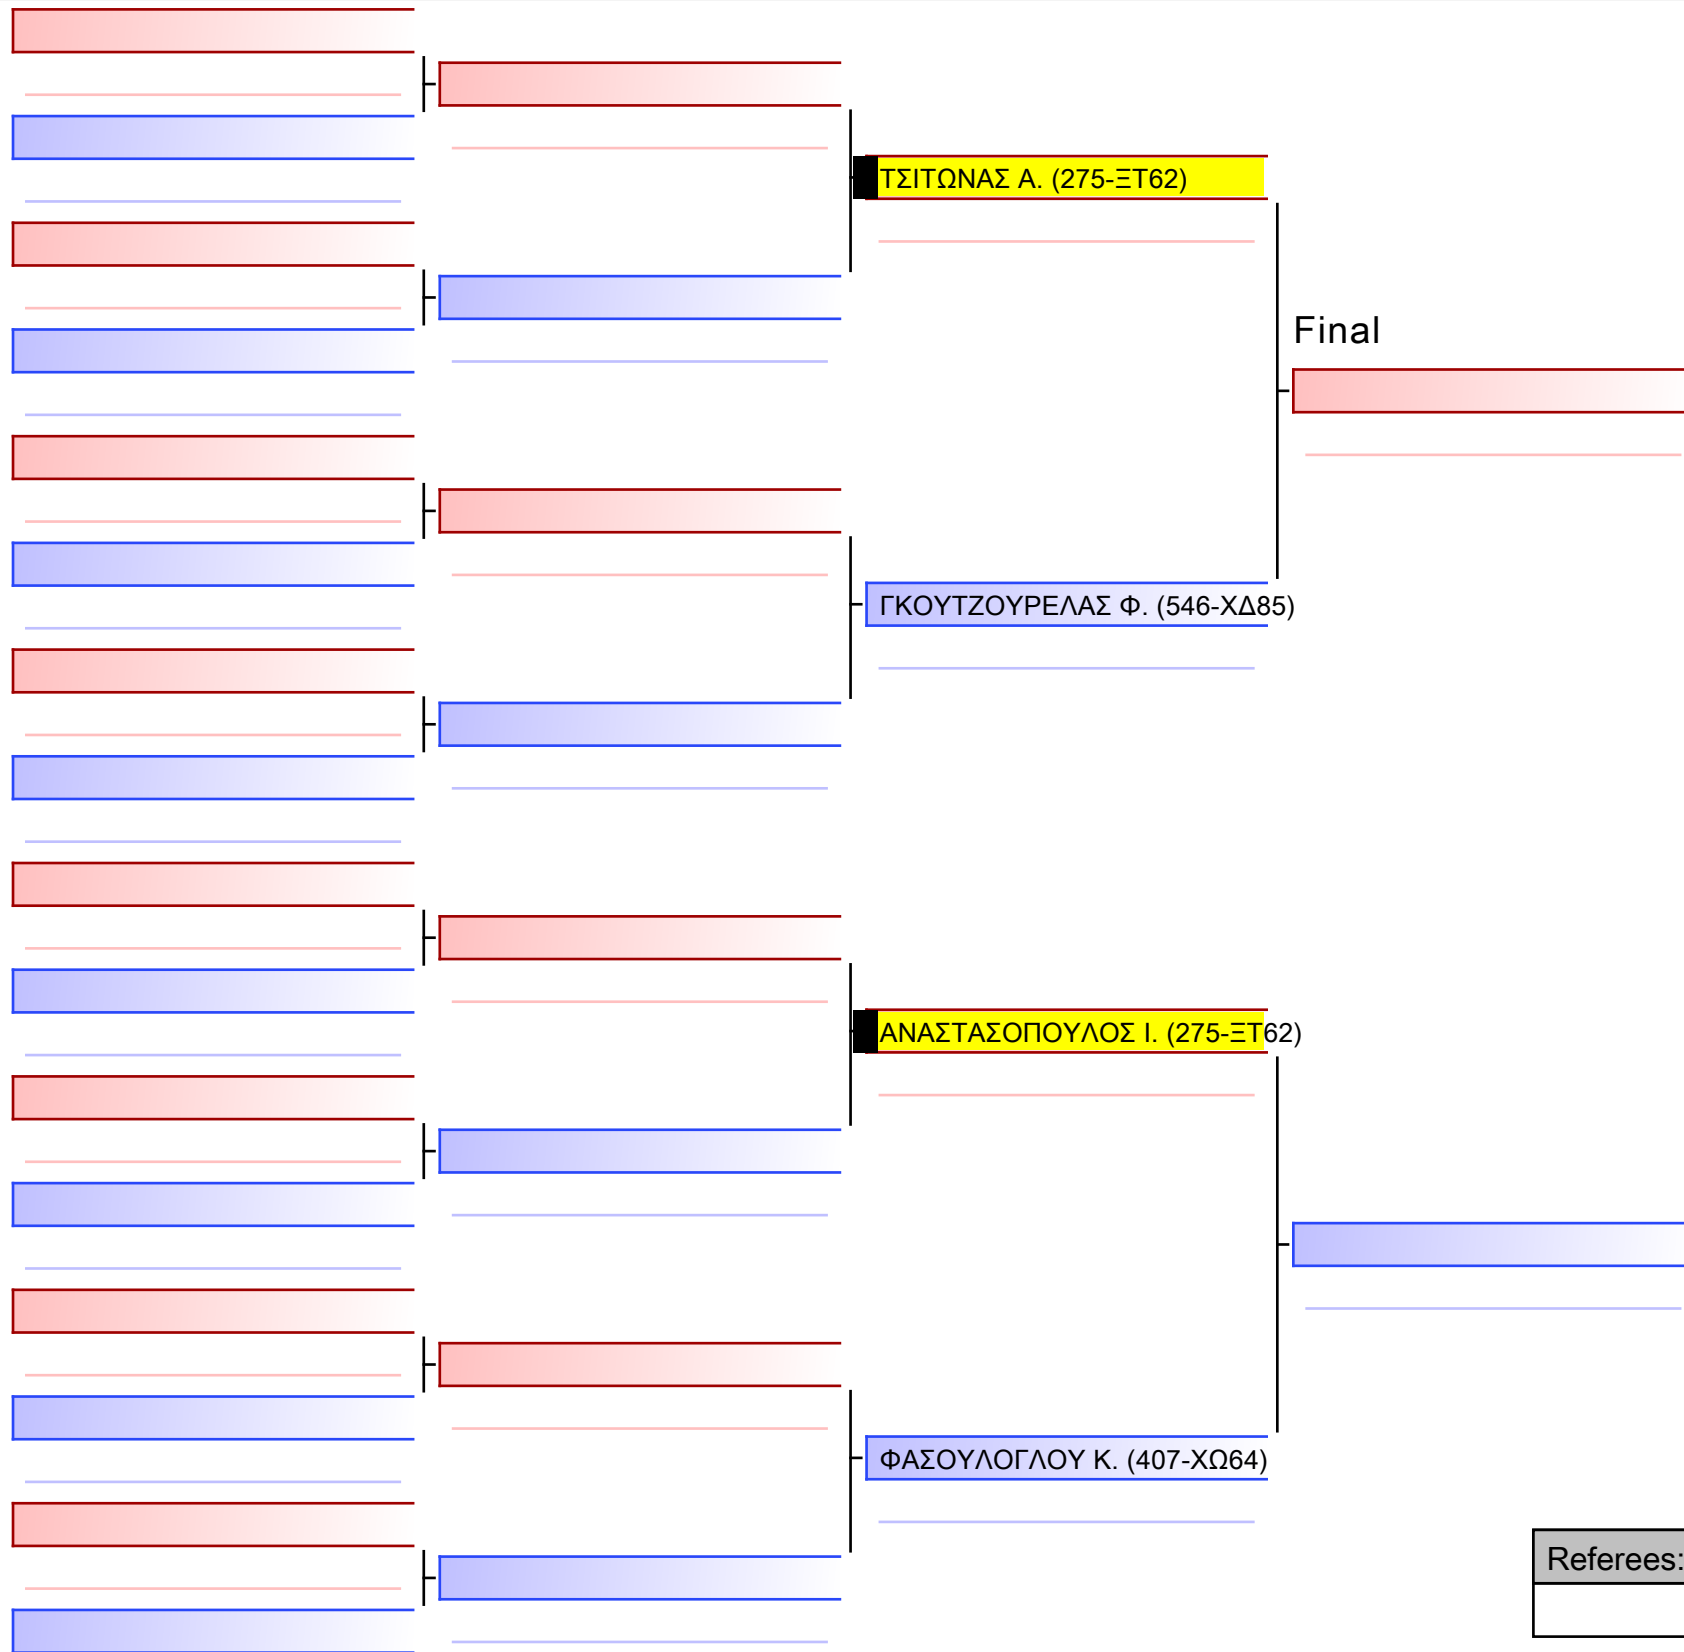 ΤΣΙΤΩΝΑΣ Α. (275-ΞΤ62)
Final
ΓΚΟΥΤΖΟΥΡΕΛΑΣ Φ. (546-ΧΔ85)
ΑΝΑΣΤΑΣΟΠΟΥΛΟΣ Ι. (275-ΞΤ62)
ΦΑΣΟΥΛΟΓΛΟΥ Κ. (407-ΧΩ64)
Referees: